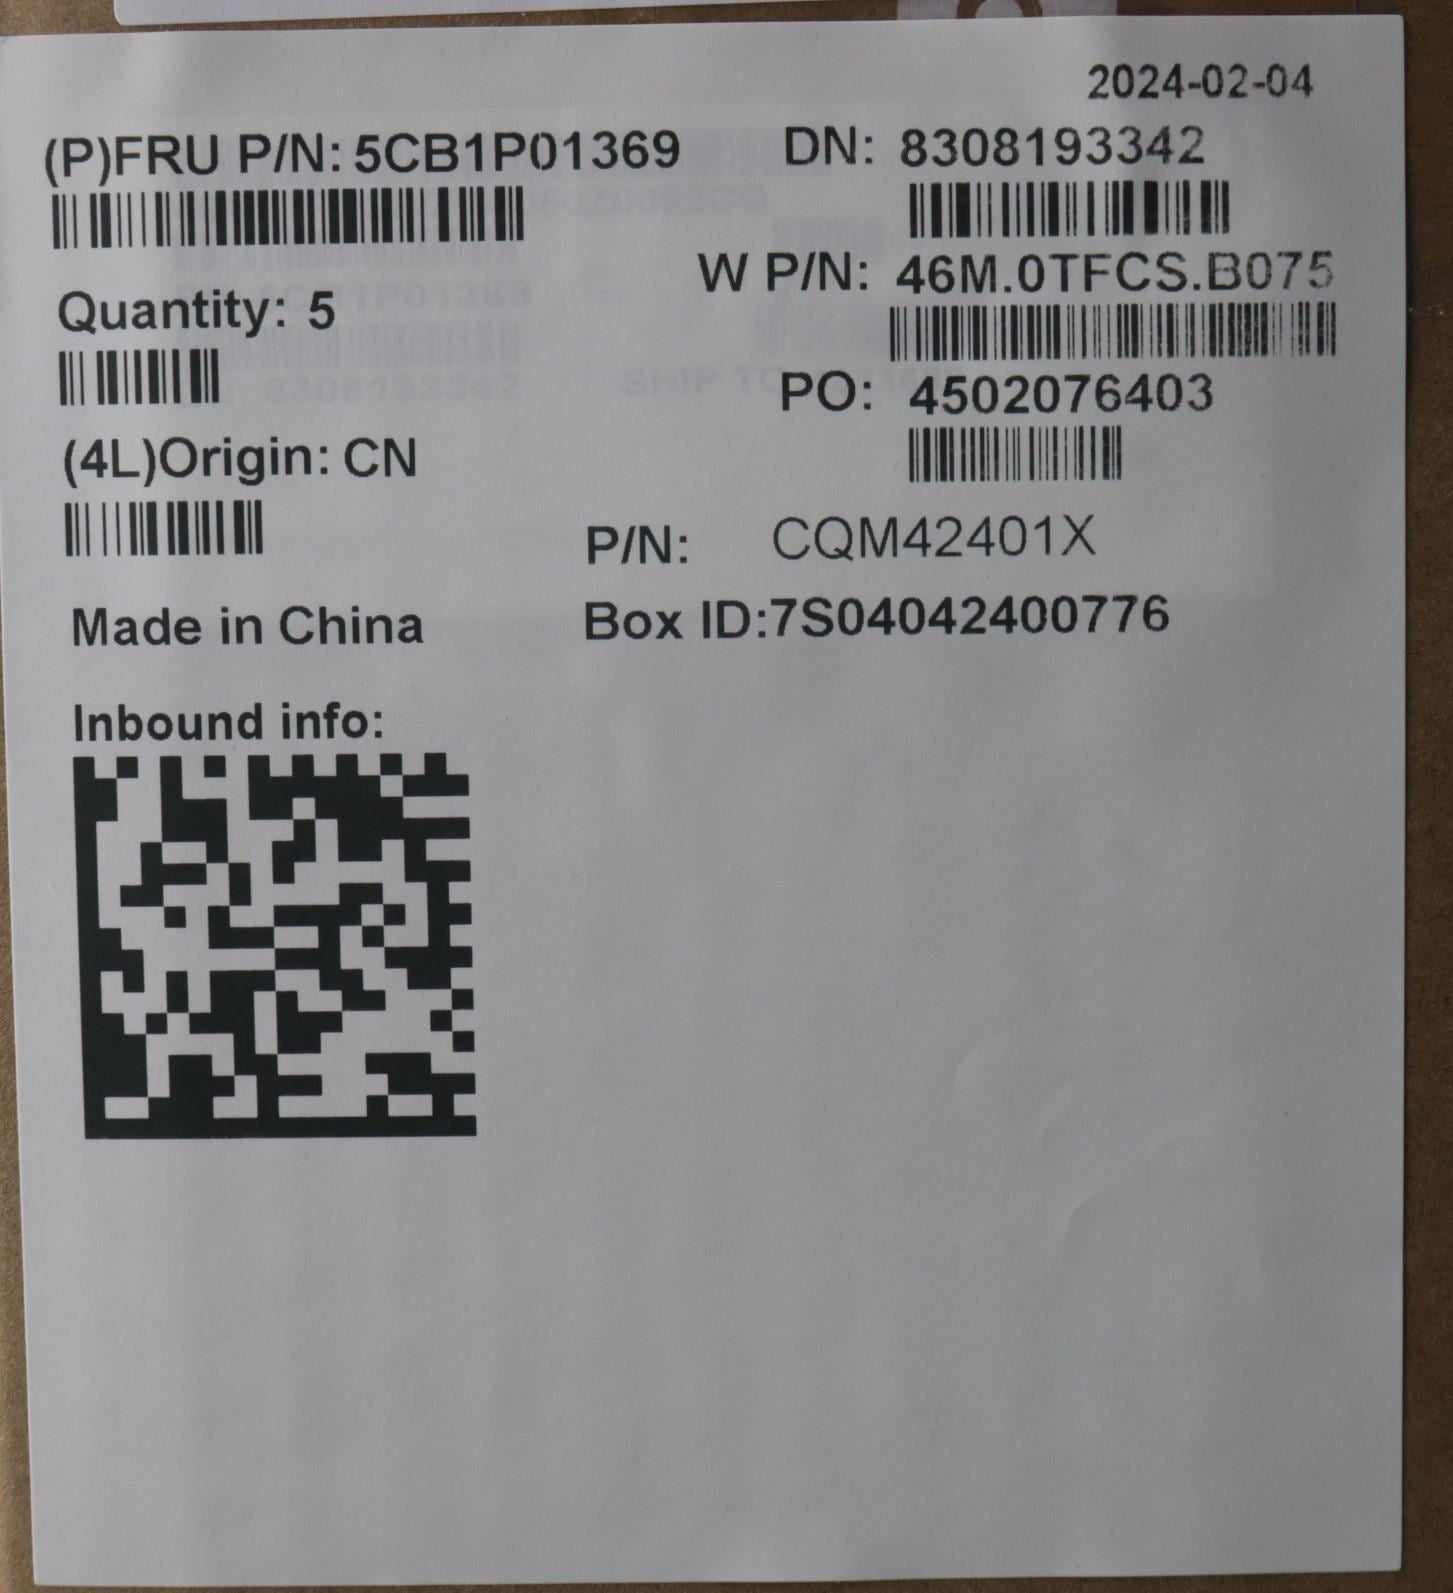 2024-02-04
(P)FRU P/N: 5CB1P01369
DN: 8308193342
W P/N: 46M.0TFCS.B075
Quantity: 5
PO: 4502076403
(4L)Origin: CN
P/N: CQM42401X
Made in China
Box ID:7S04042400776
Inbound info: